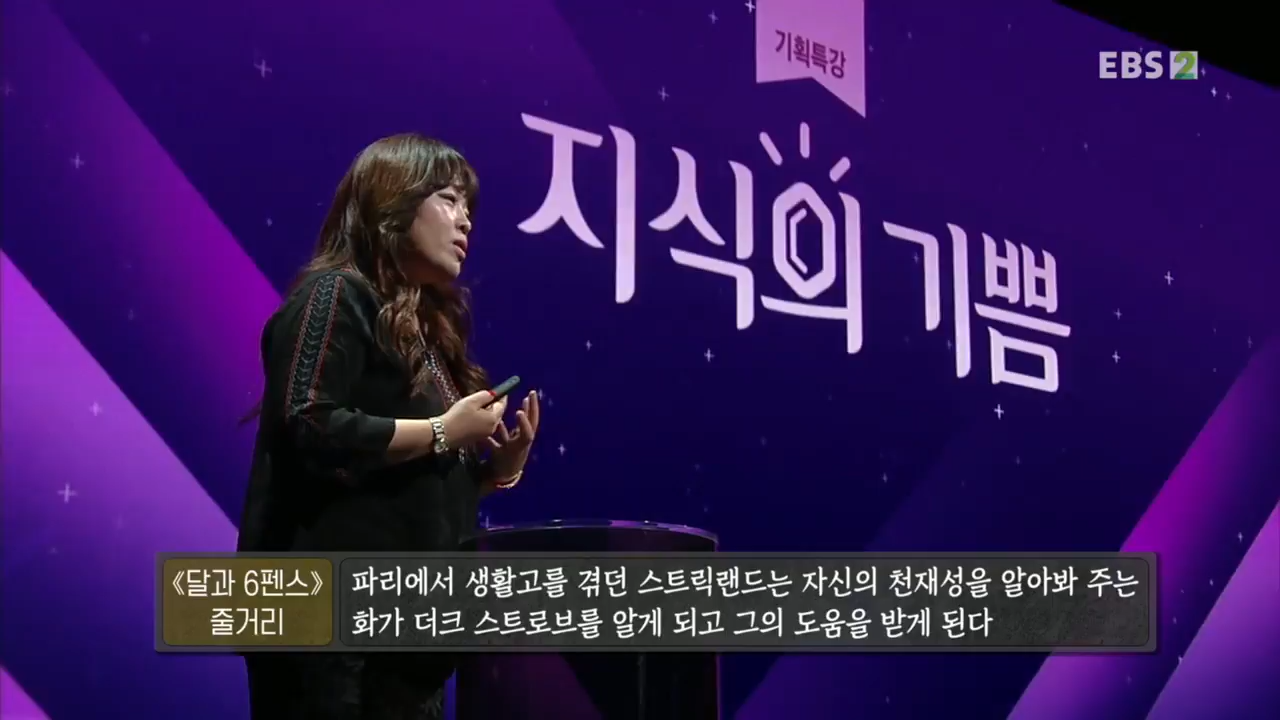 기획특강
EBS 2
지식의 기쁨
《달과 6펜스》
줄거리
파리에서 생활고를 겪던 스트릭랜드는 자신의 천재성을 알아봐 주는
화가 더크 스트로브를 알게 되고 그의 도움을 받게 된다